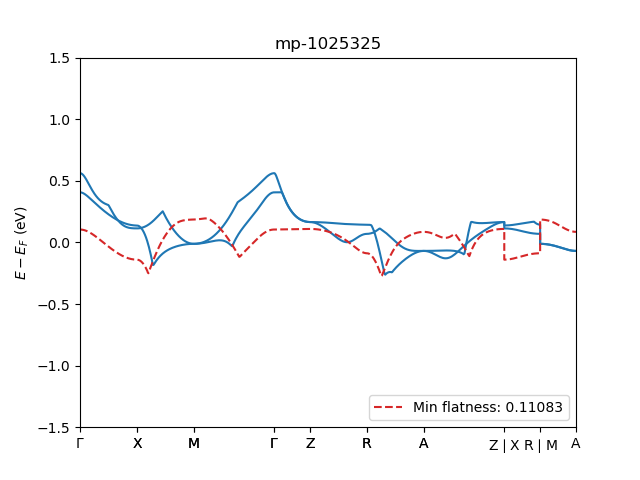 mp-1025325
1.5
1.0
0.5
0.0
−0.5
−1.0
−1.5
E − E_F (eV)
Min flatness: 0.11083
Γ X M Γ Z R A Z | X R | M A